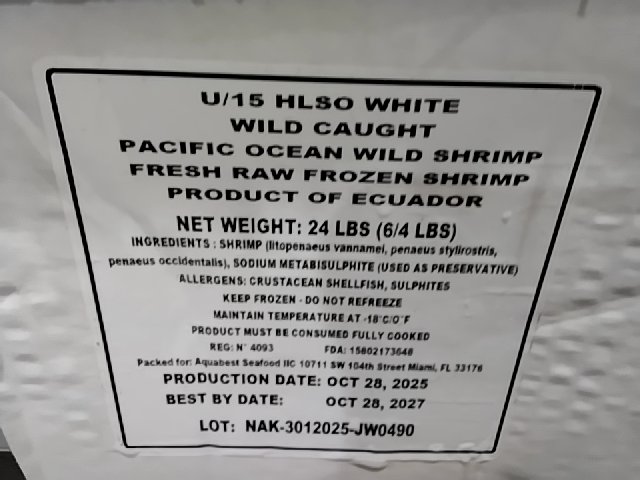 U/15 HLSO WHITE
WILD CAUGHT
PACIFIC OCEAN WILD SHRIMP
FRESH RAW FROZEN SHRIMP
PRODUCT OF ECUADOR
NET WEIGHT: 24 LBS (6/4 LBS)
INGREDIENTS : SHRIMP (litopenaeus vannamei, penaeus stylirostris,
penaeus occidentalis), SODIUM METABISULPHITE (USED AS PRESERVATIVE)
ALLERGENS: CRUSTACEAN SHELLFISH, SULPHITES
KEEP FROZEN - DO NOT REFREEZE
MAINTAIN TEMPERATURE AT -18°C/0°F
PRODUCT MUST BE CONSUMED FULLY COOKED
REG: N° 4093 FDA: 15802173648
Packed for: Aquabest Seafood llC 10711 SW 104th Street Miami, FL 33176
PRODUCTION DATE: OCT 28, 2025
BEST BY DATE: OCT 28, 2027
LOT: NAK-3012025-JW0490